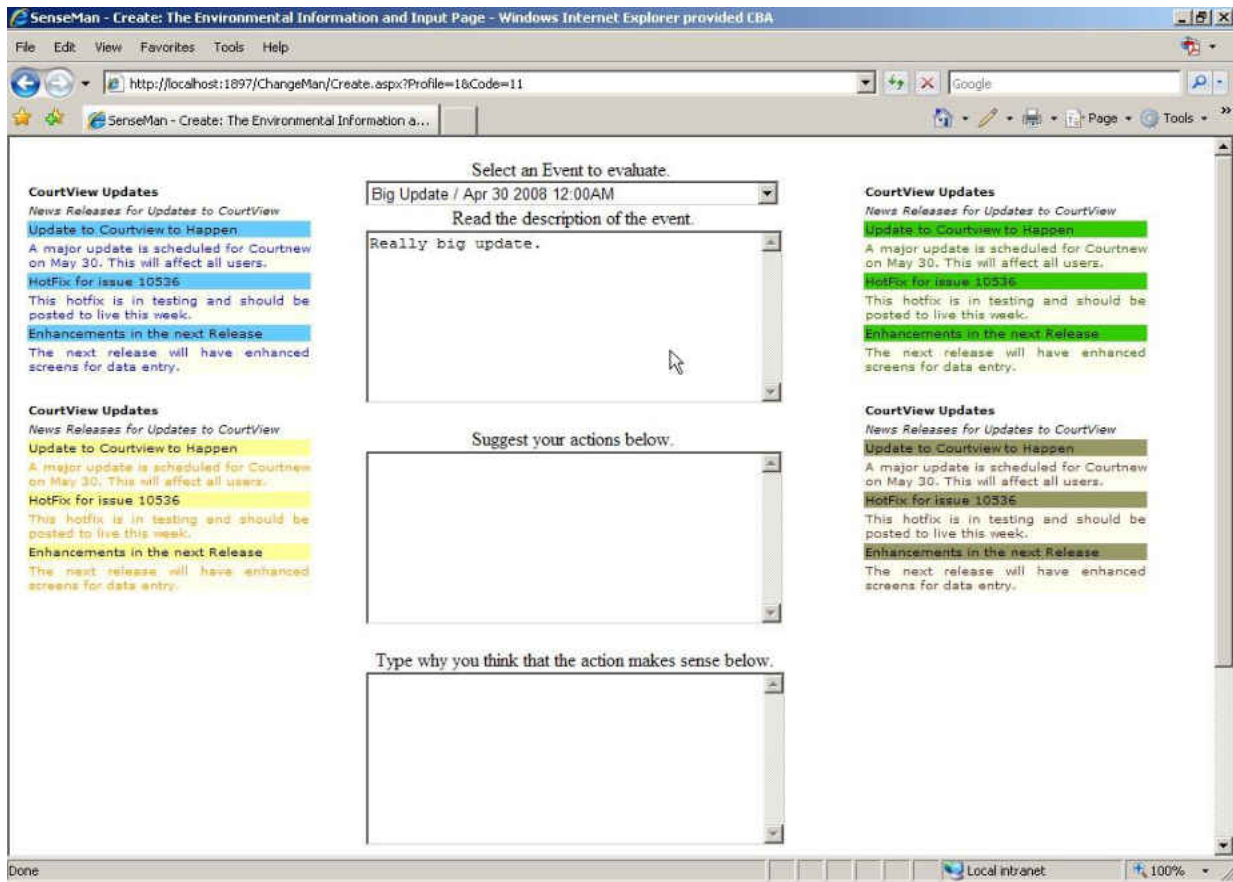 SenseMan - Create: The Environmental Information and Input Page - Windows Internet Explorer provided CBA
File Edit View Favorites Tools Help
http://localhost:1897/ChangeMan/Create.aspx?Profile=1&Code=11
Google
SenseMan - Create: The Environmental Information a...
Page Tools
CourtView Updates
News Releases for Updates to CourtView
Update to Courtview to Happen
A major update is scheduled for Courtnew
on May 30. This will affect all users.
HotFix for issue 10536
This hotfix is in testing and should be
posted to live this week.
Enhancements in the next Release
The next release will have enhanced
screens for data entry.
CourtView Updates
News Releases for Updates to CourtView
Update to Courtview to Happen
A major update is scheduled for Courtnew
on May 30. This will affect all users.
HotFix for issue 10536
This hotfix is in testing and should be
posted to live this week.
Enhancements in the next Release
The next release will have enhanced
screens for data entry.
Select an Event to evaluate.
Big Update / Apr 30 2008 12:00AM
Read the description of the event.
Really big update.
Suggest your actions below.
Type why you think that the action makes sense below.
CourtView Updates
News Releases for Updates to CourtView
Update to Courtview to Happen
A major update is scheduled for Courtnew
on May 30. This will affect all users.
HotFix for issue 10536
This hotfix is in testing and should be
posted to live this week.
Enhancements in the next Release
The next release will have enhanced
screens for data entry.
CourtView Updates
News Releases for Updates to CourtView
Update to Courtview to Happen
A major update is scheduled for Courtnew
on May 30. This will affect all users.
HotFix for issue 10536
This hotfix is in testing and should be
posted to live this week.
Enhancements in the next Release
The next release will have enhanced
screens for data entry.
Done
Local intranet
100%